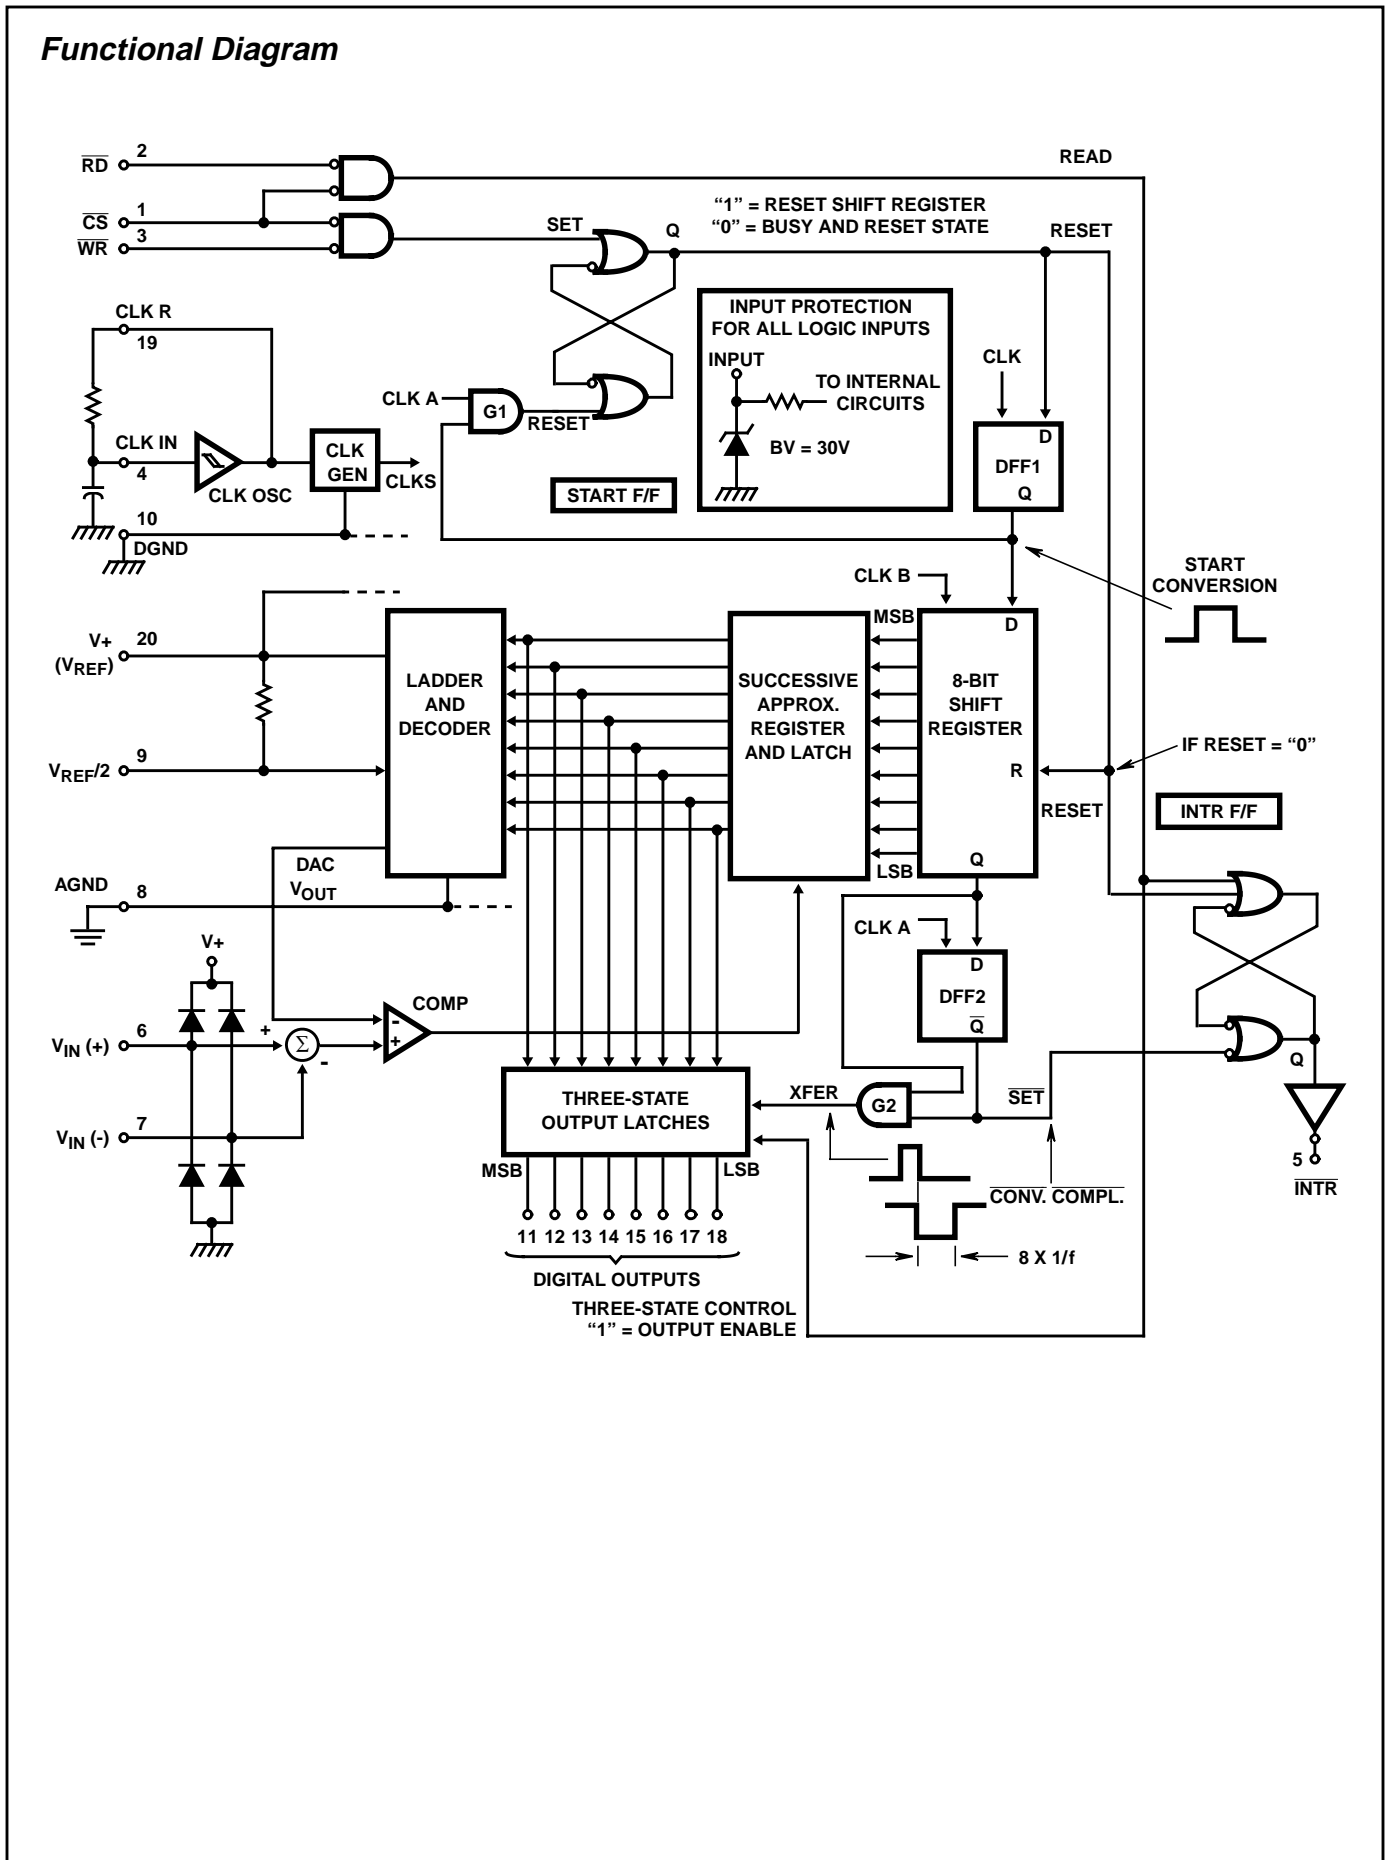 Functional Diagram
RD
2
CS
1
WR
3
READ
SET
Q
“1” = RESET SHIFT REGISTER
“0” = BUSY AND RESET STATE
RESET
CLK R
19
CLK IN
4
CLK OSC
CLK
GEN
CLKS
10
DGND
CLK A
G1
RESET
START F/F
INPUT PROTECTION
FOR ALL LOGIC INPUTS
INPUT
TO INTERNAL
CIRCUITS
BV = 30V
CLK
D
DFF1
Q
START
CONVERSION
CLK B
V+
(VREF)
20
VREF/2
9
LADDER
AND
DECODER
SUCCESSIVE
APPROX.
REGISTER
AND LATCH
MSB
LSB
D
8-BIT
SHIFT
REGISTER
R
Q
RESET
IF RESET = “0”
INTR F/F
DAC
VOUT
AGND
8
V+
COMP
-
+
VIN (+)
6
+
Σ
-
VIN (-)
7
CLK A
D
DFF2
Q
THREE-STATE
OUTPUT LATCHES
XFER
G2
SET
Q
5
INTR
MSB
LSB
CONV. COMPL.
11 12 13 14 15 16 17 18
8 X 1/f
DIGITAL OUTPUTS
THREE-STATE CONTROL
“1” = OUTPUT ENABLE